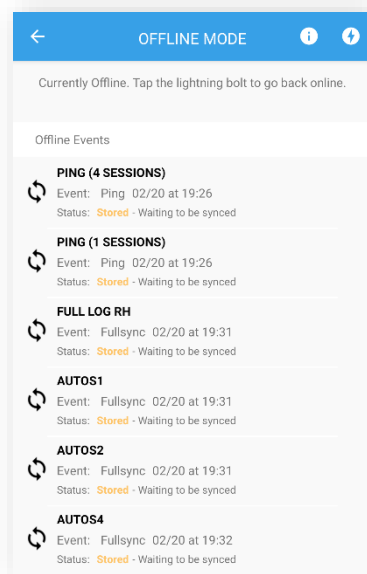 OFFLINE MODE
Currently Offline. Tap the lightning bolt to go back online.
Offline Events
PING (4 SESSIONS)
Event: Ping 02/20 at 19:26
Status: Stored - Waiting to be synced
PING (1 SESSIONS)
Event: Ping 02/20 at 19:26
Status: Stored - Waiting to be synced
FULL LOG RH
Event: Fullsync 02/20 at 19:31
Status: Stored - Waiting to be synced
AUTOS1
Event: Fullsync 02/20 at 19:31
Status: Stored - Waiting to be synced
AUTOS2
Event: Fullsync 02/20 at 19:31
Status: Stored - Waiting to be synced
AUTOS4
Event: Fullsync 02/20 at 19:32
Status: Stored - Waiting to be synced